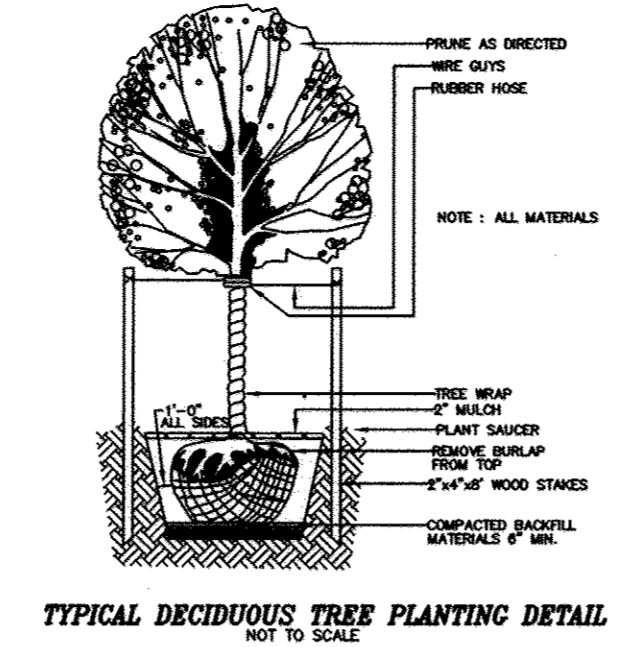 PRUNE AS DIRECTED
WIRE GUYS
RUBBER HOSE
NOTE : ALL MATERIALS
TREE WRAP
1'-0"
ALL SIDES
2" MULCH
PLANT SAUCER
REMOVE BURLAP
FROM TOP
2"x4"x8' WOOD STAKES
COMPACTED BACKFILL
MATERIALS 6" MIN.
TYPICAL DECIDUOUS TREE PLANTING DETAIL
NOT TO SCALE